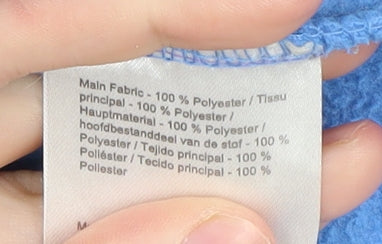 Main Fabric - 100 % Polyester / Tissu
principal - 100 % Polyester /
Hauptmaterial - 100 % Polyester /
hoofdbestanddeel van de stof - 100 %
Polyester / Tejido principal - 100 %
Poliéster / Tecido principal - 100 %
Poliester